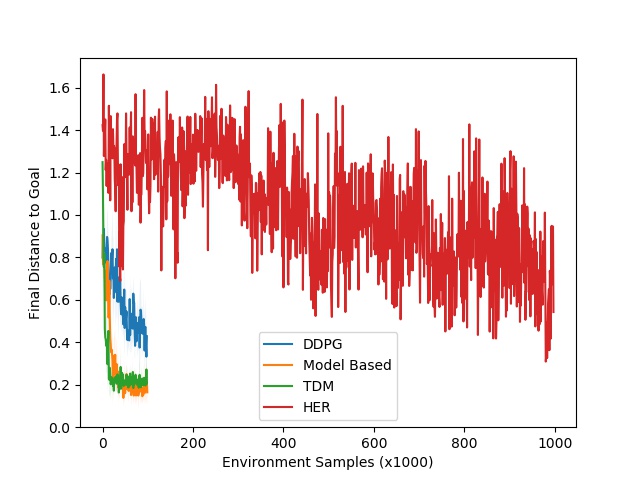 1.6
1.4
1.2
1.0
0.8
0.6
0.4
0.2
0.0
Final Distance to Goal
DDPG
Model Based
TDM
HER
0 200 400 600 800 1000
Environment Samples (x1000)